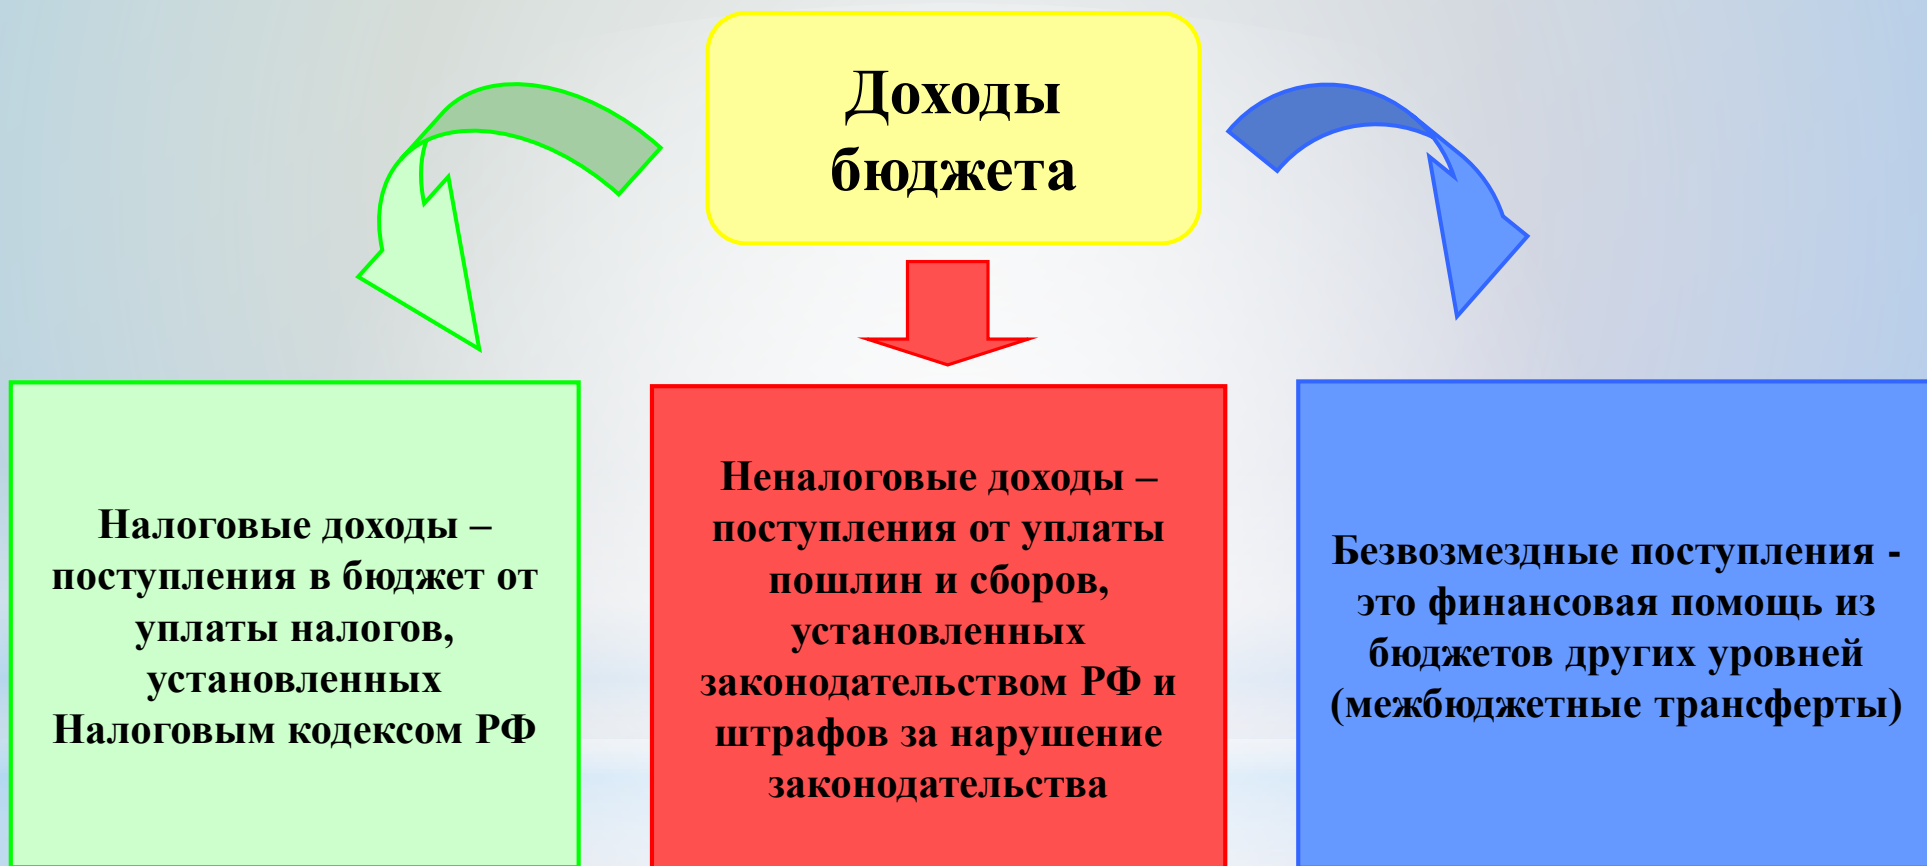 Доходы
бюджета
Налоговые доходы –
поступления в бюджет от
уплаты налогов,
установленных
Налоговым кодексом РФ
Неналоговые доходы –
поступления от уплаты
пошлин и сборов,
установленных
законодательством РФ и
штрафов за нарушение
законодательства
Безвозмездные поступления -
это финансовая помощь из
бюджетов других уровней
(межбюджетные трансферты)